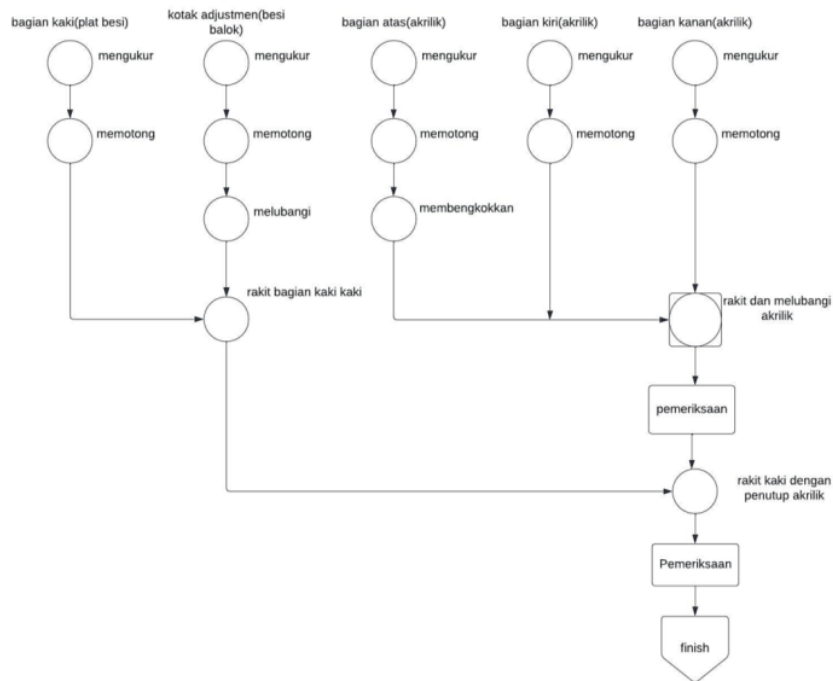 bagian kaki(plat besi)
kotak adjustmen(besi
balok)
bagian atas(akrilik)
bagian kiri(akrilik)
bagian kanan(akrilik)
mengukur
mengukur
mengukur
mengukur
mengukur
memotong
memotong
memotong
memotong
memotong
melubangi
membengkokkan
rakit bagian kaki kaki
rakit dan melubangi
akrilik
pemeriksaan
rakit kaki dengan
penutup akrilik
Pemeriksaan
finish